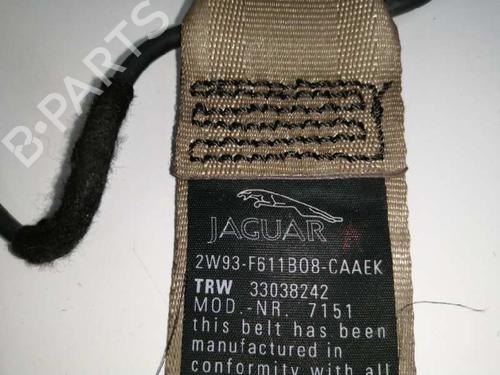 B-PARTS
JAGUAR
A
2W93-F611B08-CAAEK
TRW 33038242
MOD.-NR. 7151
this belt has been
manufactured in
conformity with all